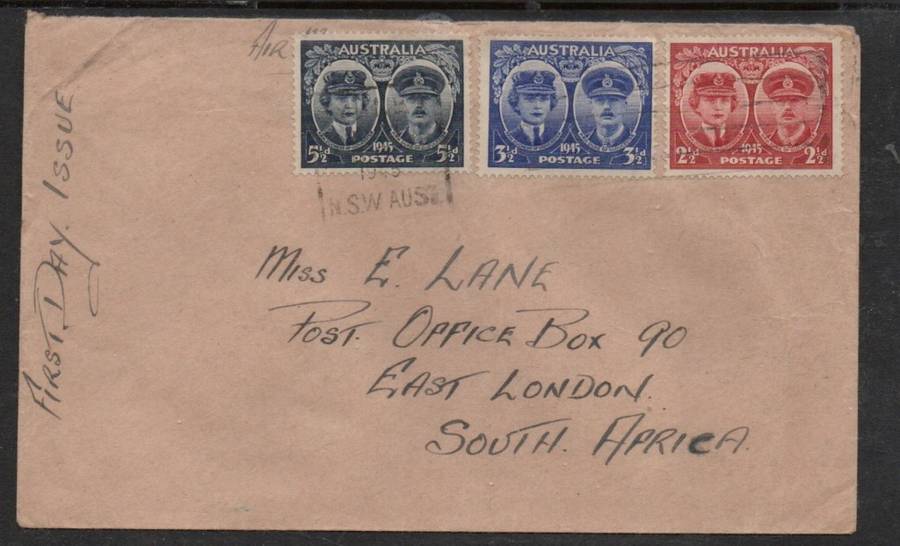 AIR
AUSTRALIA
1945
5½d POSTAGE 5½d
AUSTRALIA
1945
3½d POSTAGE 3½d
AUSTRALIA
1945
2½d POSTAGE 2½d
1945
N.S.W AUST.
FIRST. DAY. ISSUE
MISS E. LANE
POST. OFFICE BOX 90
EAST LONDON.
SOUTH. AFRICA.